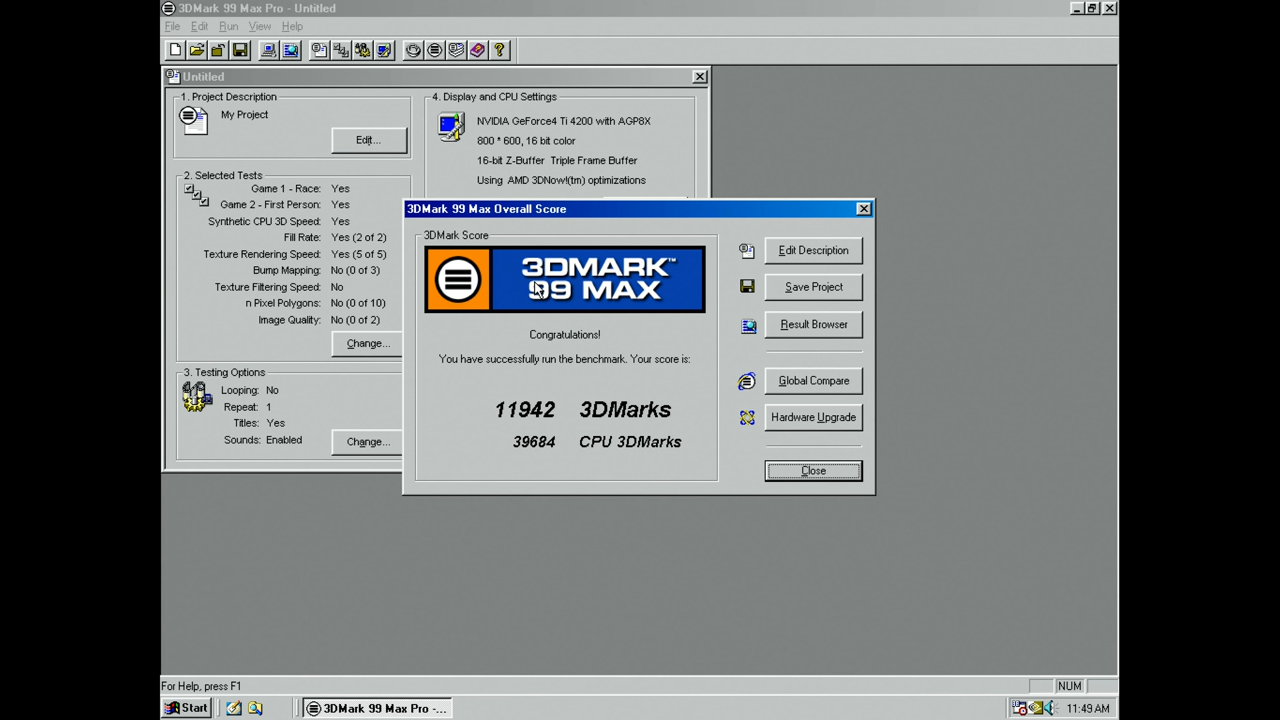 3DMark 99 Max Pro - Untitled
File Edit Run View Help
Untitled
1. Project Description
My Project
Edit...
2. Selected Tests
Game 1 - Race: Yes
Game 2 - First Person: Yes
Synthetic CPU 3D Speed: Yes
Fill Rate: Yes (2 of 2)
Texture Rendering Speed: Yes (5 of 5)
Bump Mapping: No (0 of 3)
Texture Filtering Speed: No
n Pixel Polygons: No (0 of 10)
Image Quality: No (0 of 2)
Change...
3. Testing Options
Looping: No
Repeat: 1
Titles: Yes
Sounds: Enabled
Change...
4. Display and CPU Settings
NVIDIA GeForce4 Ti 4200 with AGP8X
800 * 600, 16 bit color
16-bit Z-Buffer Triple Frame Buffer
Using AMD 3DNow!(tm) optimizations
3DMark 99 Max Overall Score
3DMark Score
3DMARK™
99 MAX
Congratulations!
You have successfully run the benchmark. Your score is:
11942 3DMarks
39684 CPU 3DMarks
Edit Description
Save Project
Result Browser
Global Compare
Hardware Upgrade
Close
For Help, press F1
NUM
Start
3DMark 99 Max Pro -...
11:49 AM